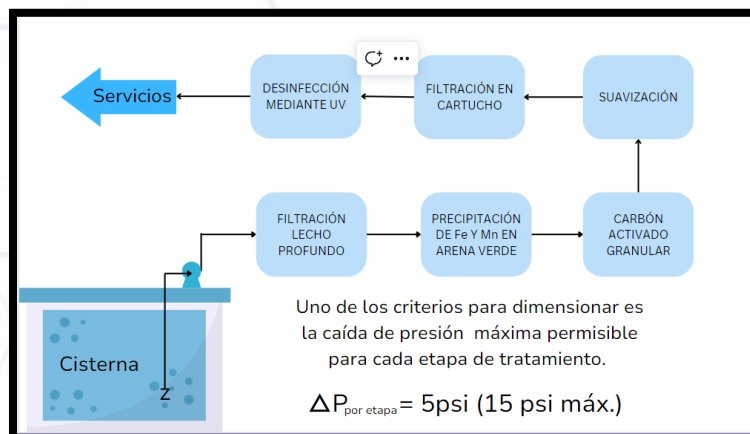 Servicios
DESINFECCIÓN
MEDIANTE UV
FILTRACIÓN EN
CARTUCHO
SUAVIZACIÓN
FILTRACIÓN
LECHO
PROFUNDO
PRECIPITACIÓN
DE Fe Y Mn EN
ARENA VERDE
CARBÓN
ACTIVADO
GRANULAR
Cisterna
Z
Uno de los criterios para dimensionar es
la caída de presión máxima permisible
para cada etapa de tratamiento.
ΔPpor etapa= 5psi (15 psi máx.)